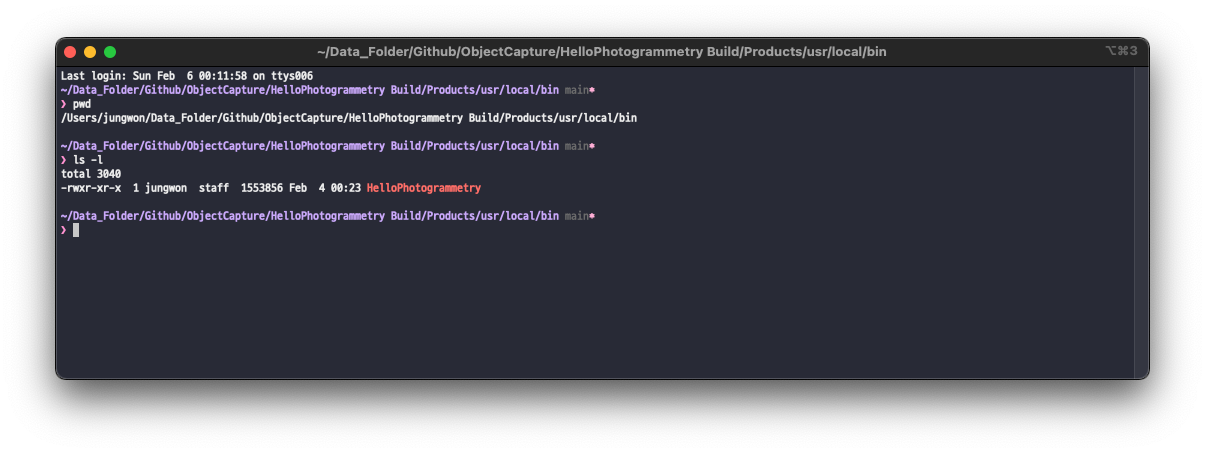 ~/Data_Folder/Github/ObjectCapture/HelloPhotogrammetry Build/Products/usr/local/bin
⌥⌘3
Last login: Sun Feb  6 00:11:58 on ttys006
~/Data_Folder/Github/ObjectCapture/HelloPhotogrammetry Build/Products/usr/local/bin main*
❯ pwd
/Users/jungwon/Data_Folder/Github/ObjectCapture/HelloPhotogrammetry Build/Products/usr/local/bin
~/Data_Folder/Github/ObjectCapture/HelloPhotogrammetry Build/Products/usr/local/bin main*
❯ ls -l
total 3040
-rwxr-xr-x  1 jungwon  staff  1553856 Feb  4 00:23 HelloPhotogrammetry
~/Data_Folder/Github/ObjectCapture/HelloPhotogrammetry Build/Products/usr/local/bin main*
❯